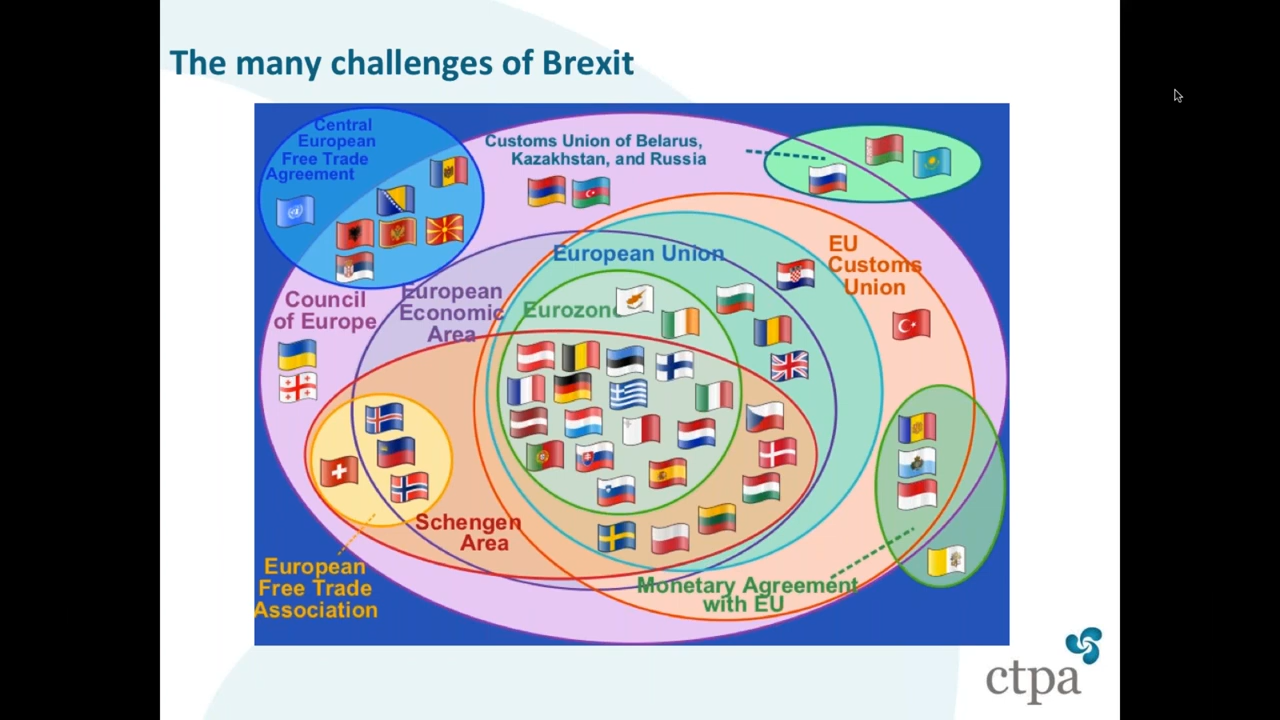 The many challenges of Brexit
Central
European
Free Trade
Agreement
Customs Union of Belarus,
Kazakhstan, and Russia
European Union
EU
Customs
Union
Council
of Europe
European
Economic
Area
Eurozone
Schengen
Area
European
Free Trade
Association
Monetary Agreement
with EU
ctpa